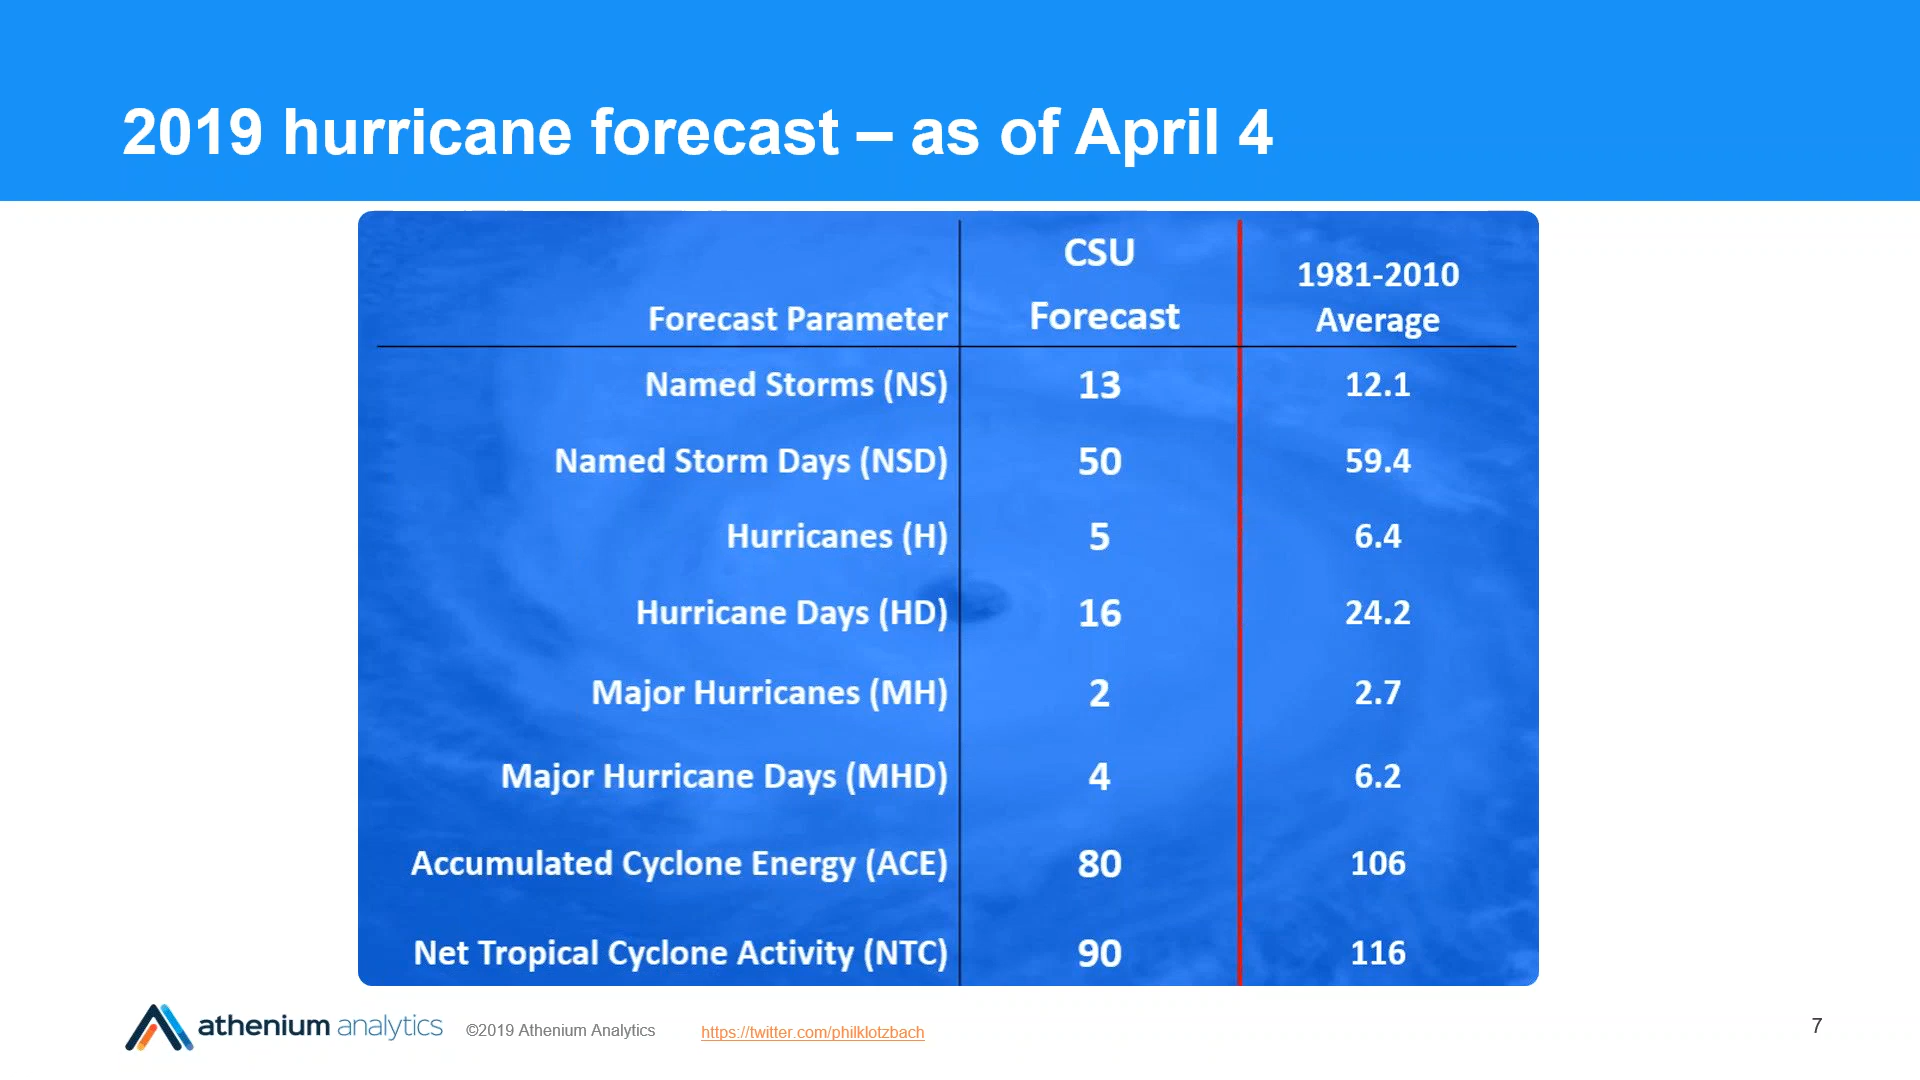 2019 hurricane forecast – as of April 4
CSU
Forecast
1981-2010
Average
Forecast Parameter
Named Storms (NS) 13 12.1
Named Storm Days (NSD) 50 59.4
Hurricanes (H) 5 6.4
Hurricane Days (HD) 16 24.2
Major Hurricanes (MH) 2 2.7
Major Hurricane Days (MHD) 4 6.2
Accumulated Cyclone Energy (ACE) 80 106
Net Tropical Cyclone Activity (NTC) 90 116
athenium analytics ©2019 Athenium Analytics https://twitter.com/philklotzbach 7